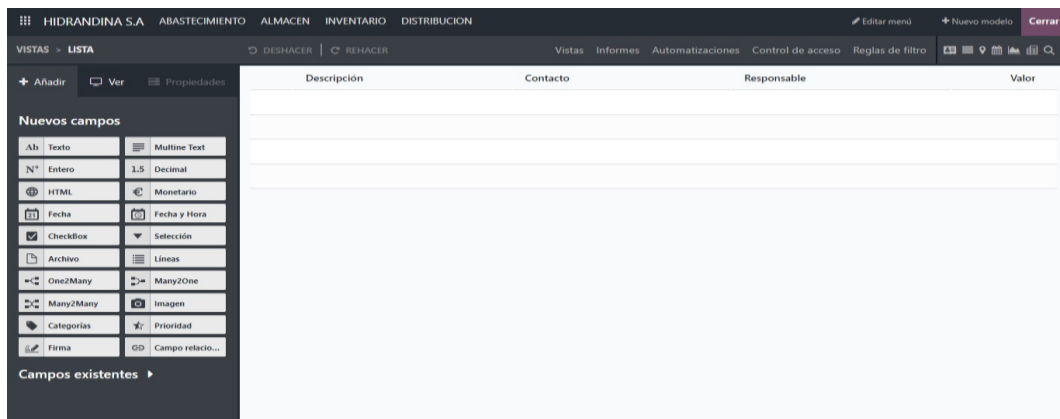 HIDRANDINA S.A ABASTECIMIENTO ALMACEN INVENTARIO DISTRIBUCION Editar menú + Nuevo modelo Cerrar
VISTAS > LISTA DESHACER REHACER Vistas Informes Automatizaciones Control de acceso Reglas de filtro
+ Añadir Ver Propiedades
Descripción Contacto Responsable Valor
Nuevos campos
Ab Texto Multine Text
N° Entero 1.5 Decimal
HTML € Monetario
21 Fecha Fecha y Hora
CheckBox Selección
Archivo Líneas
One2Many Many2One
Many2Many Imagen
Categorías Prioridad
Firma Campo relacio...
Campos existentes